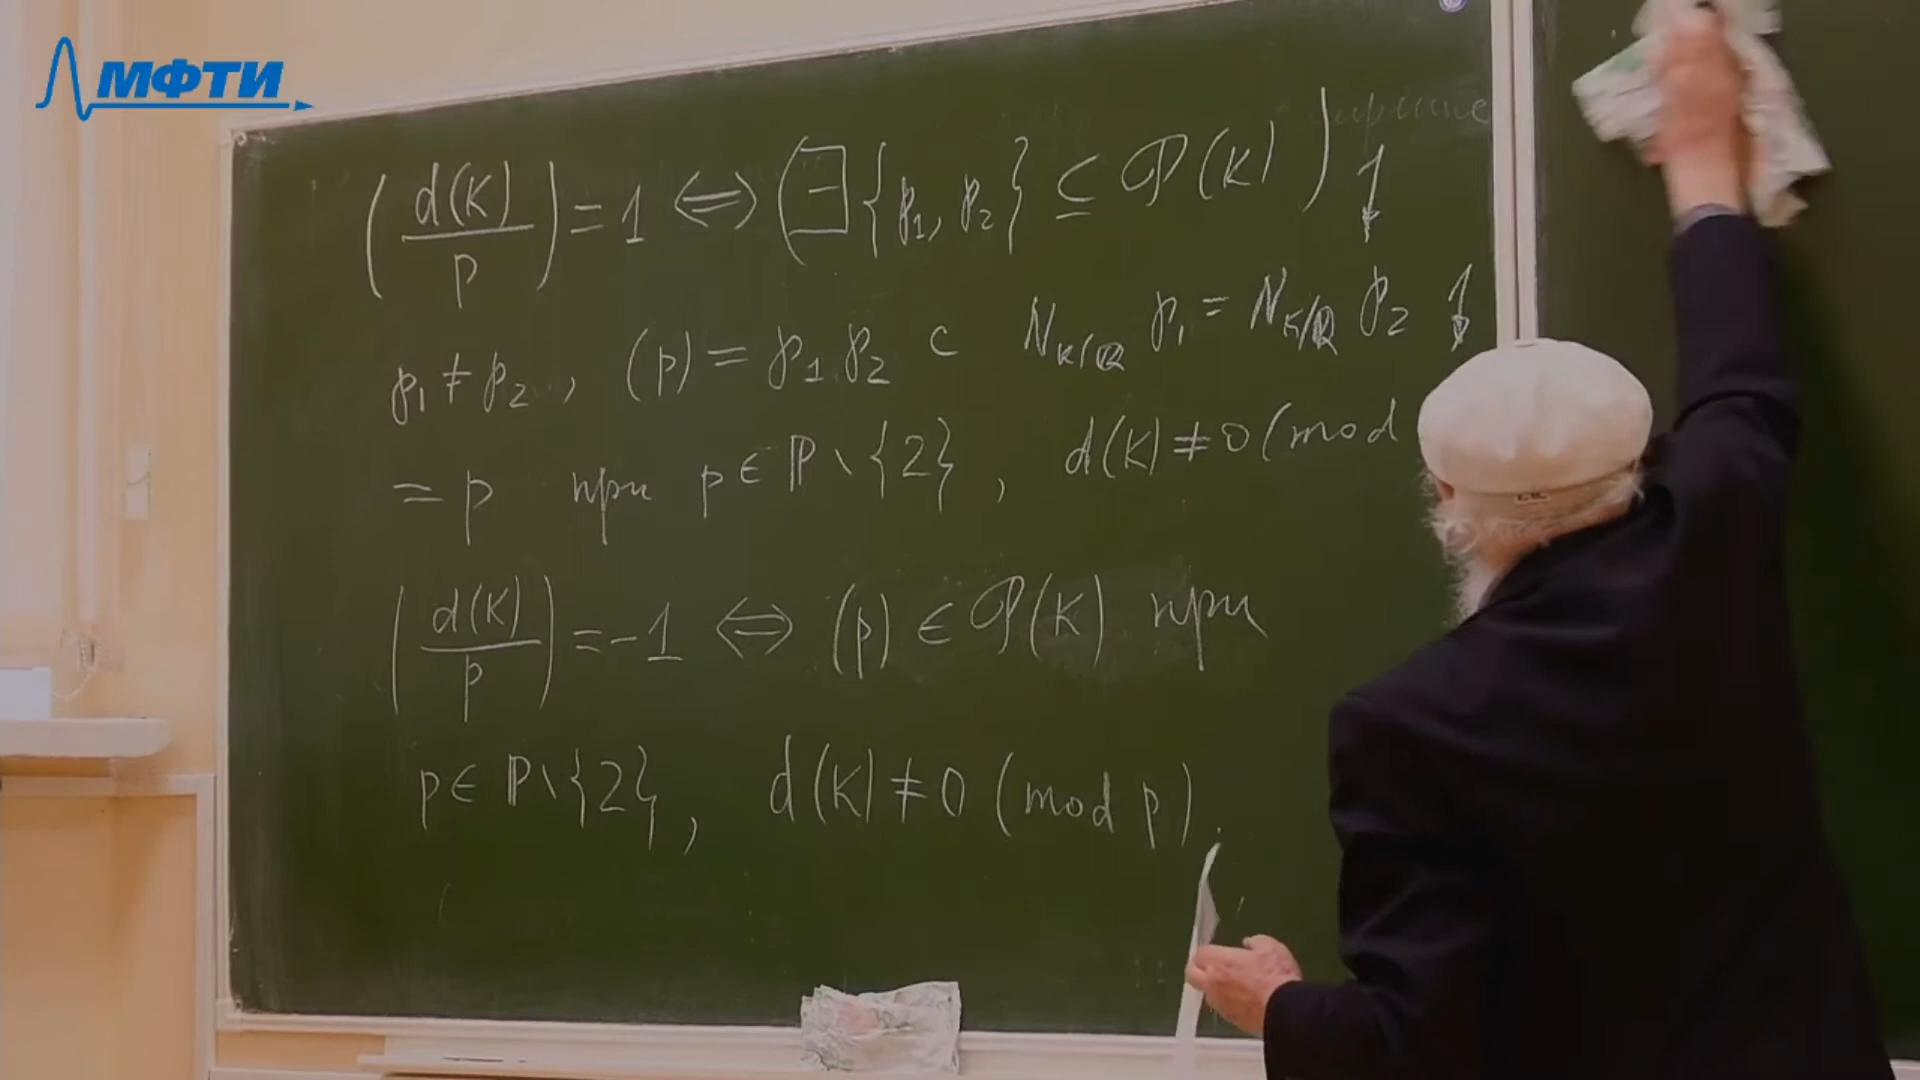 МФТИ
(d(K)/p) = 1 ⇔ (∃ {𝔭₁, 𝔭₂} ⊆ 𝒫(K))
𝔭₁ ≠ 𝔭₂, (p) = 𝔭₁𝔭₂ с N_{K/ℚ} 𝔭₁ = N_{K/ℚ} 𝔭₂
= p при p ∈ ℙ \ {2}, d(K) ≢ 0 (mod
(d(K)/p) = -1 ⇔ (p) ∈ 𝒫(K) при
p ∈ ℙ \ {2}, d(K) ≢ 0 (mod p).